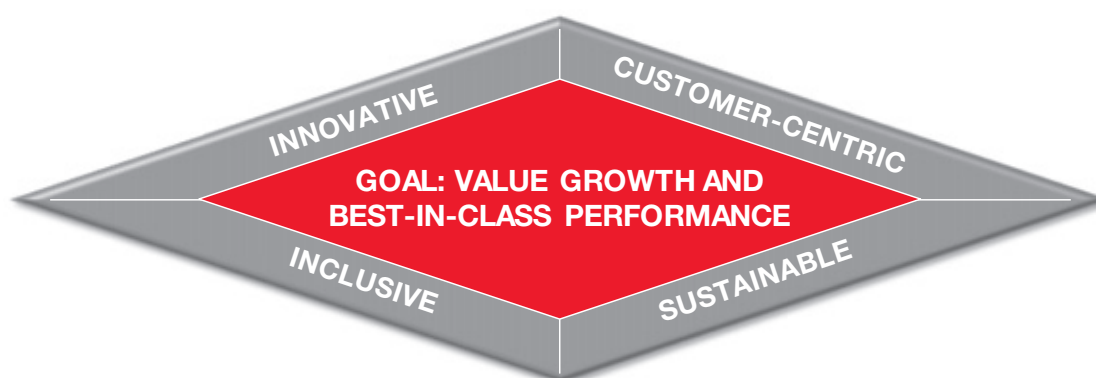 INNOVATIVE
CUSTOMER-CENTRIC
GOAL: VALUE GROWTH AND
BEST-IN-CLASS PERFORMANCE
INCLUSIVE
SUSTAINABLE